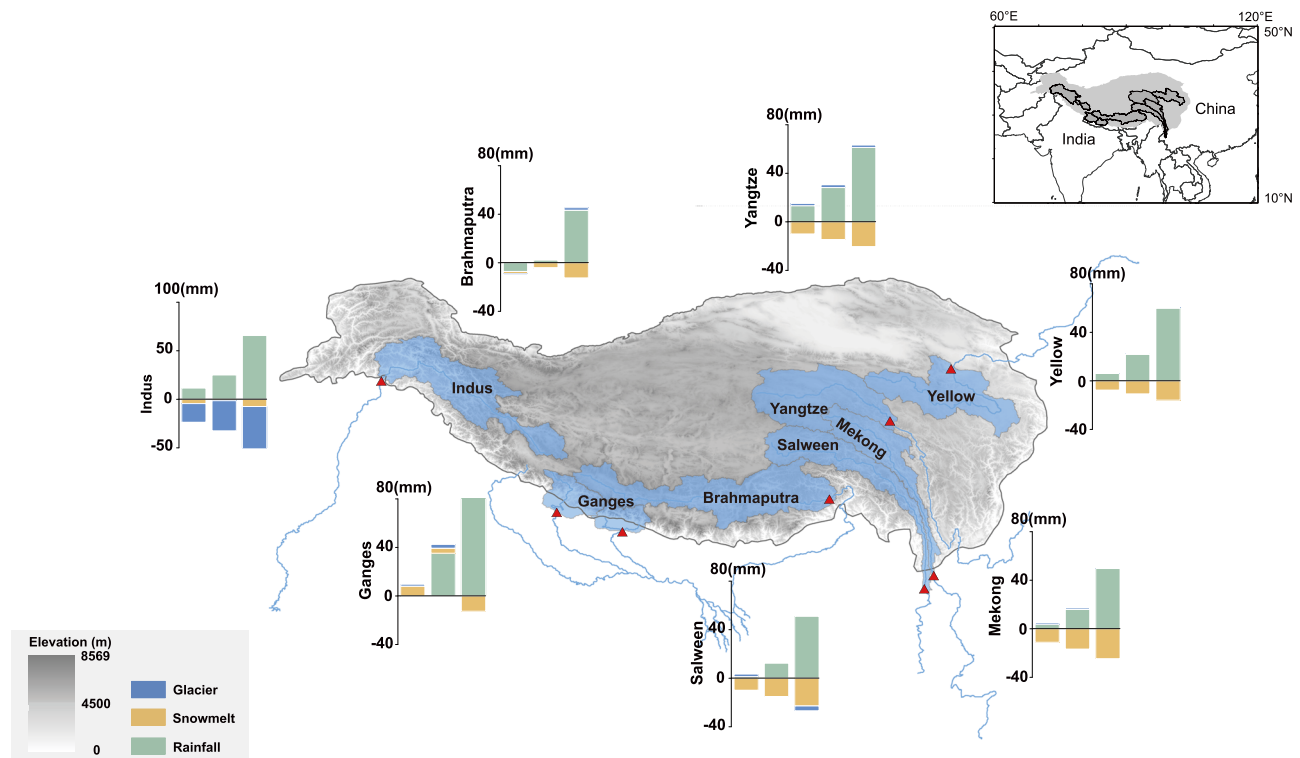 60°E
120°E
50°N
China
India
10°N
80(mm)
40
0
-40
Yangtze
80(mm)
40
0
-40
Brahmaputra
80(mm)
40
0
-40
Yellow
100(mm)
50
0
-50
Indus
Indus
Yangtze
Mekong
Yellow
Salween
Ganges
Brahmaputra
80(mm)
40
0
-40
Ganges
80(mm)
40
0
-40
Salween
80(mm)
40
0
-40
Mekong
Elevation (m)
8569
4500
0
Glacier
Snowmelt
Rainfall